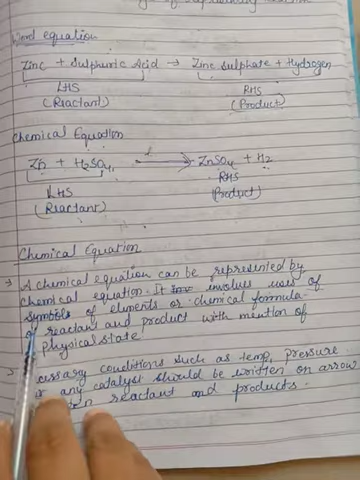 Word equation
Zinc + Sulphuric Acid → Zinc Sulphate + Hydrogen
LHS RHS
(Reactant) (Product)
Chemical Equation
Zn + H2SO4 → ZnSO4 + H2
LHS RHS
(Reactant) (Product)
Chemical Equation
→ A chemical equation can be represented by
chemical equation. It involves uses of
symbols of elements or chemical formula
of reactant and product with mention of
physical state
cessary conditions such as temp, pressure
or any catalyst should be written on arrow
en reactant and products.